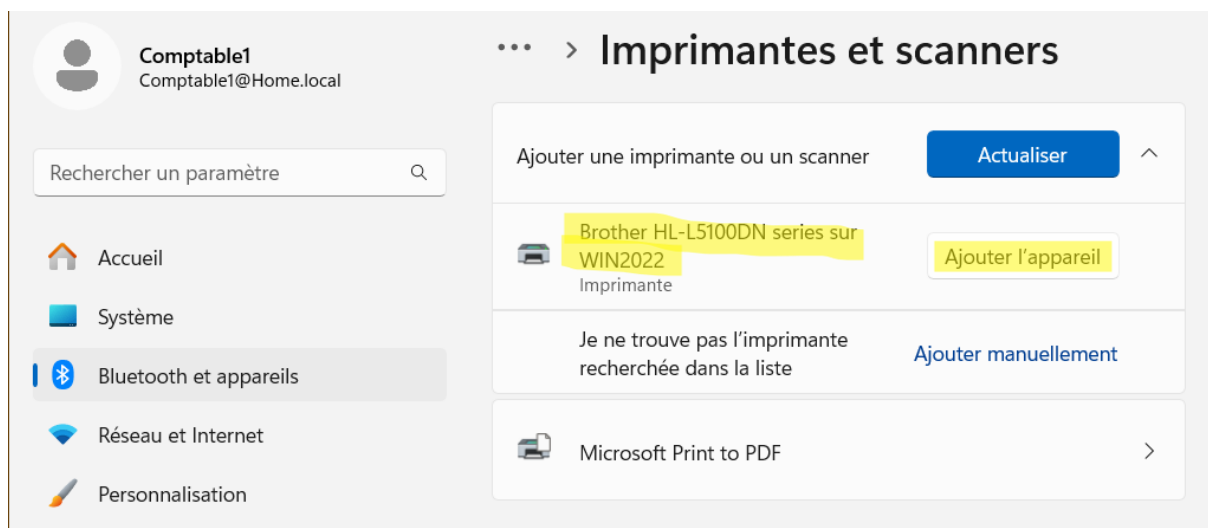 Comptable1
Comptable1@Home.local
Rechercher un paramètre
Accueil
Système
Bluetooth et appareils
Réseau et Internet
Personnalisation
... > Imprimantes et scanners
Ajouter une imprimante ou un scanner
Actualiser
Brother HL-L5100DN series sur
WIN2022
Imprimante
Ajouter l'appareil
Je ne trouve pas l'imprimante
recherchée dans la liste
Ajouter manuellement
Microsoft Print to PDF